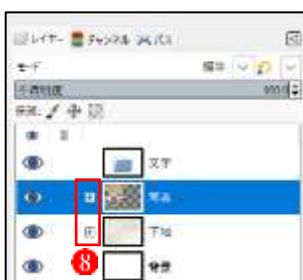 レイヤー チャンネル パス
モード 標準
不透明度 100.0
保護:
文字
写真
下地
8
背景